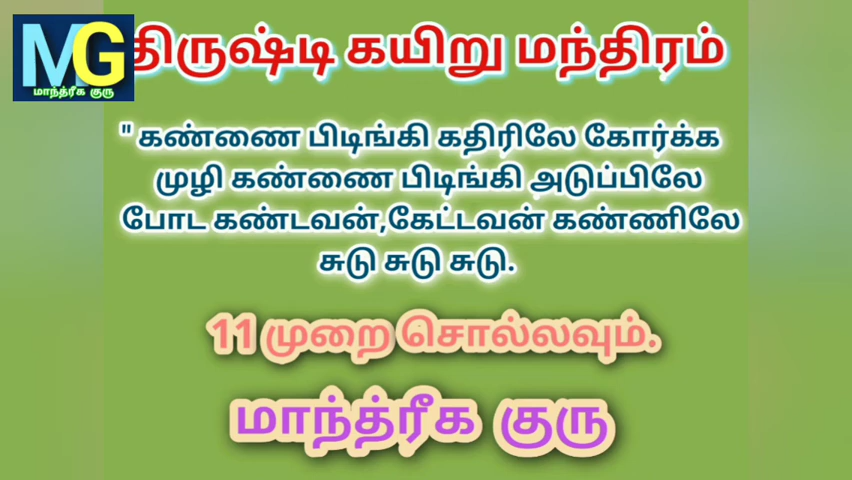 MG
மாந்த்ரீக குரு
திருஷ்டி கயிறு மந்திரம்
" கண்ணை பிடிங்கி கதிரிலே கோர்க்க
முழி கண்ணை பிடிங்கி அடுப்பிலே
போட கண்டவன்,கேட்டவன் கண்ணிலே
சுடு சுடு சுடு.
11 முறை சொல்லவும்.
மாந்த்ரீக குரு